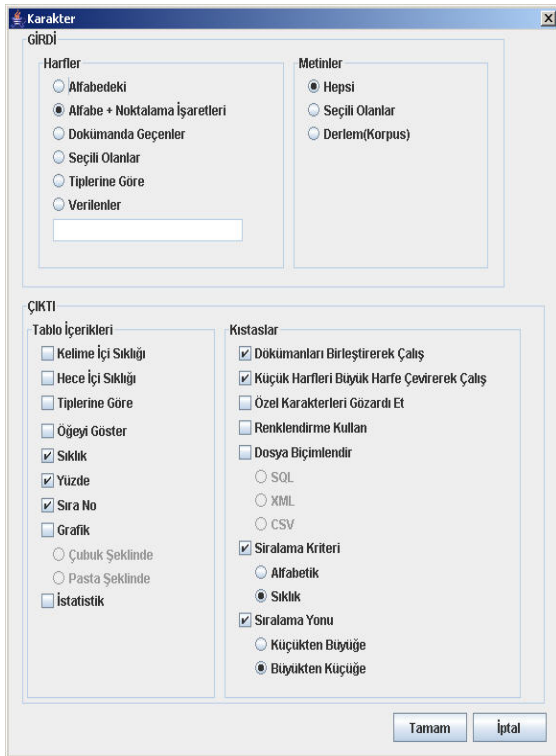 Karakter
GİRDİ
Harfler
Alfabedeki
Alfabe + Noktalama İşaretleri
Dokümanda Geçenler
Seçili Olanlar
Tiplerine Göre
Verilenler
Metinler
Hepsi
Seçili Olanlar
Derlem(Korpus)
ÇIKTI
Tablo İçerikleri
Kelime İçi Sıklığı
Hece İçi Sıklığı
Tiplerine Göre
Öğeyi Göster
Sıklık
Yüzde
Sıra No
Grafik
Çubuk Şeklinde
Pasta Şeklinde
İstatistik
Kıstaslar
Dökümanları Birleştirerek Çalış
Küçük Harfleri Büyük Harfe Çevirerek Çalış
Özel Karakterleri Gözardı Et
Renklendirme Kullan
Dosya Biçimlendir
SQL
XML
CSV
Sıralama Kriteri
Alfabetik
Sıklık
Sıralama Yonu
Küçükten Büyüğe
Büyükten Küçüğe
Tamam
İptal